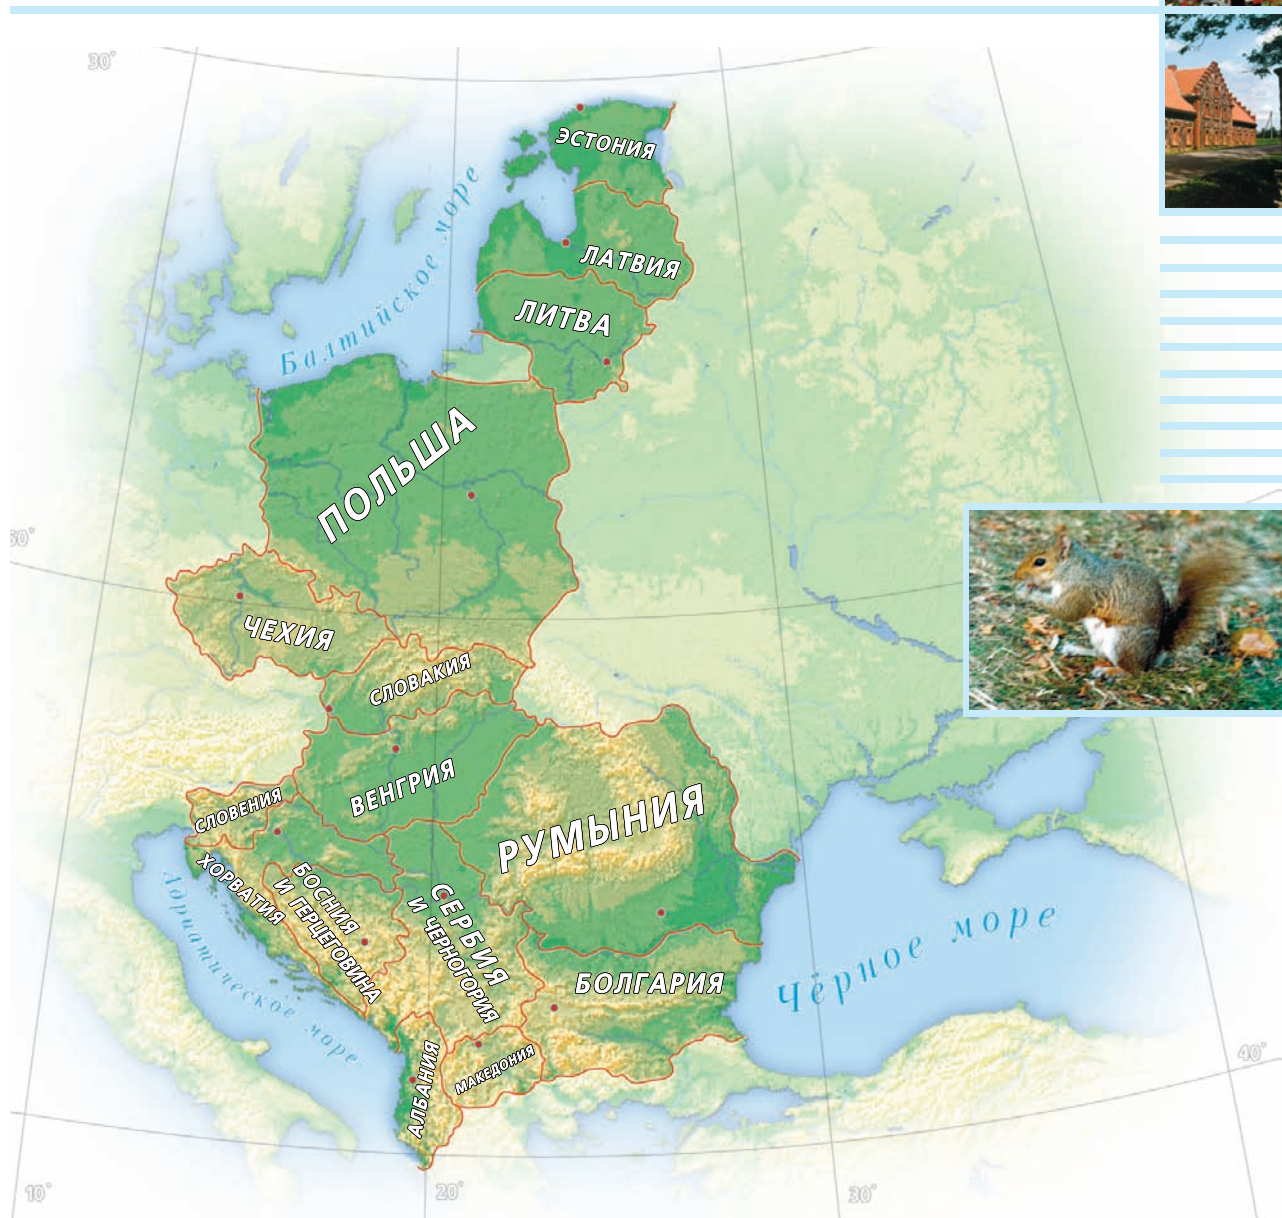 30°
ЭСТОНИЯ
Балтийское море
ЛАТВИЯ
ЛИТВА
ПОЛЬША
50°
ЧЕХИЯ
СЛОВАКИЯ
ВЕНГРИЯ
СЛОВЕНИЯ
РУМЫНИЯ
ХОРВАТИЯ
БОСНИЯ
И ГЕРЦЕГОВИНА
СЕРБИЯ
И ЧЕРНОГОРИЯ
Адриатическое море
БОЛГАРИЯ
Чёрное море
МАКЕДОНИЯ
АЛБАНИЯ
40°
10°
20°
30°